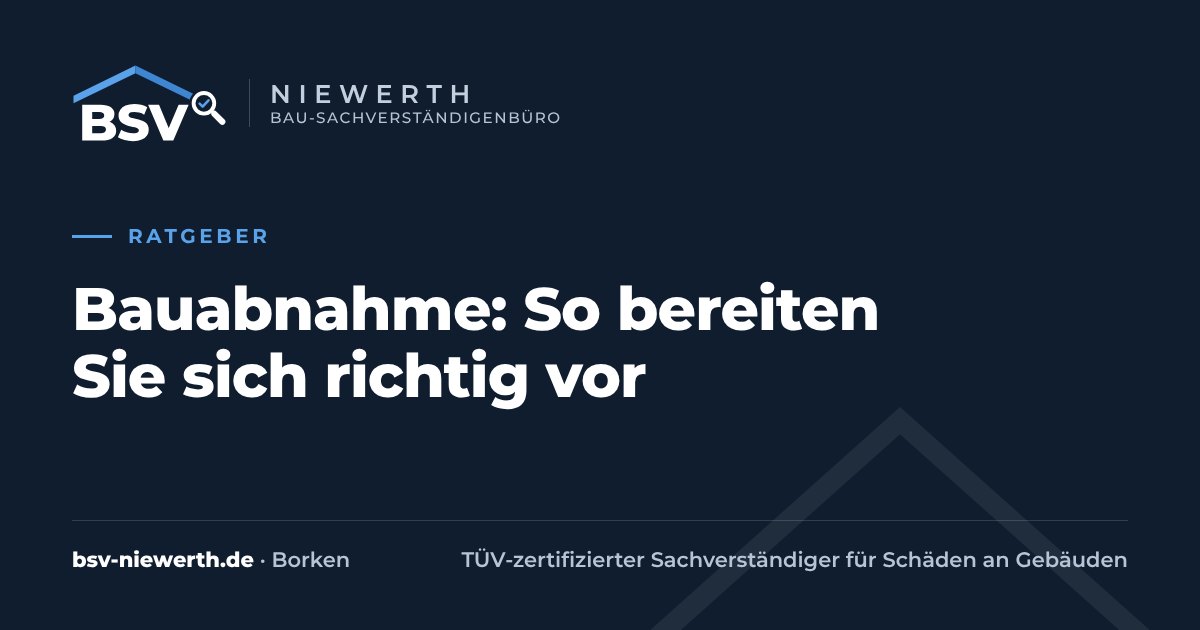 BSV
NIEWERTH
BAU-SACHVERSTÄNDIGENBÜRO
RATGEBER
Bauabnahme: So bereiten
Sie sich richtig vor
bsv-niewerth.de · Borken
TÜV-zertifizierter Sachverständiger für Schäden an Gebäuden